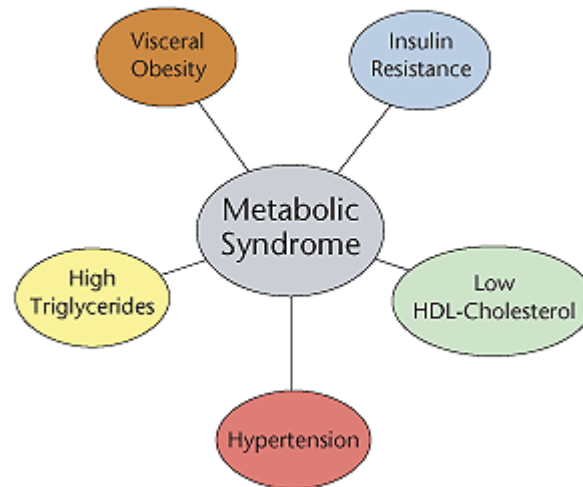 Visceral
Obesity
Insulin
Resistance
Metabolic
Syndrome
High
Triglycerides
Low
HDL-Cholesterol
Hypertension